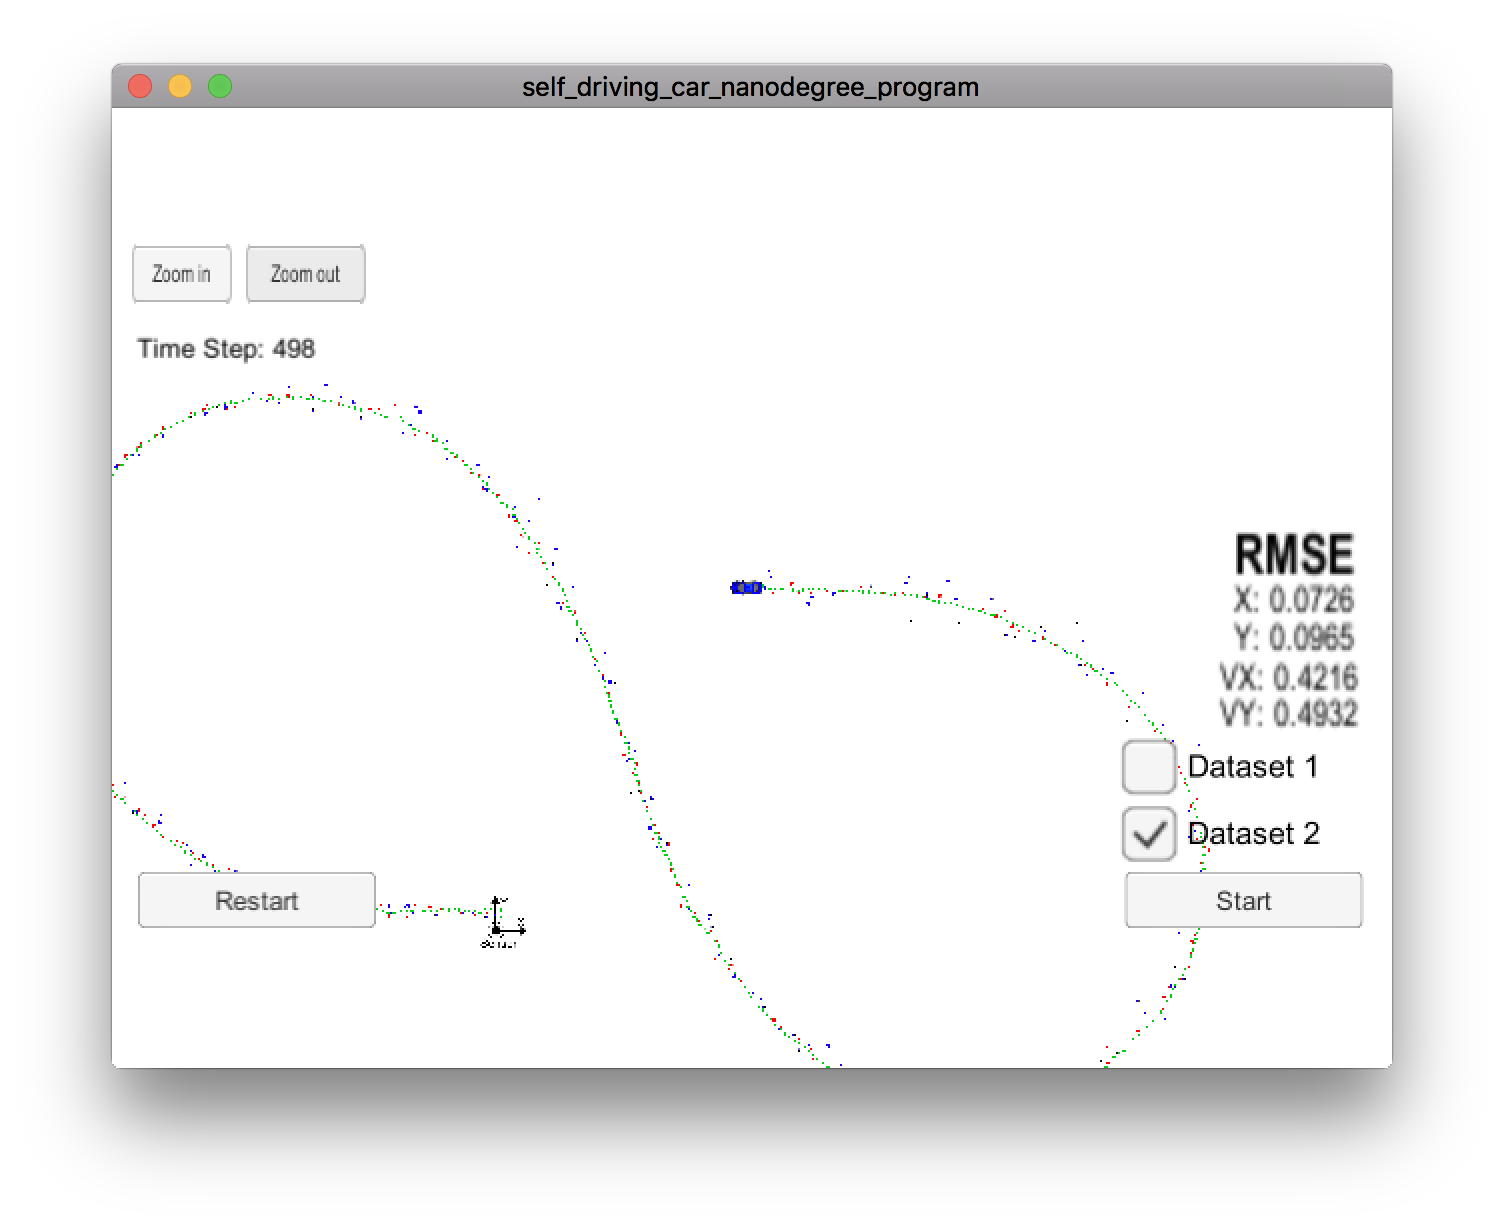 self_driving_car_nanodegree_program
Zoom in
Zoom out
Time Step: 498
RMSE
X: 0.0726
Y: 0.0965
VX: 0.4216
VY: 0.4932
Dataset 1
Dataset 2
Restart
Start